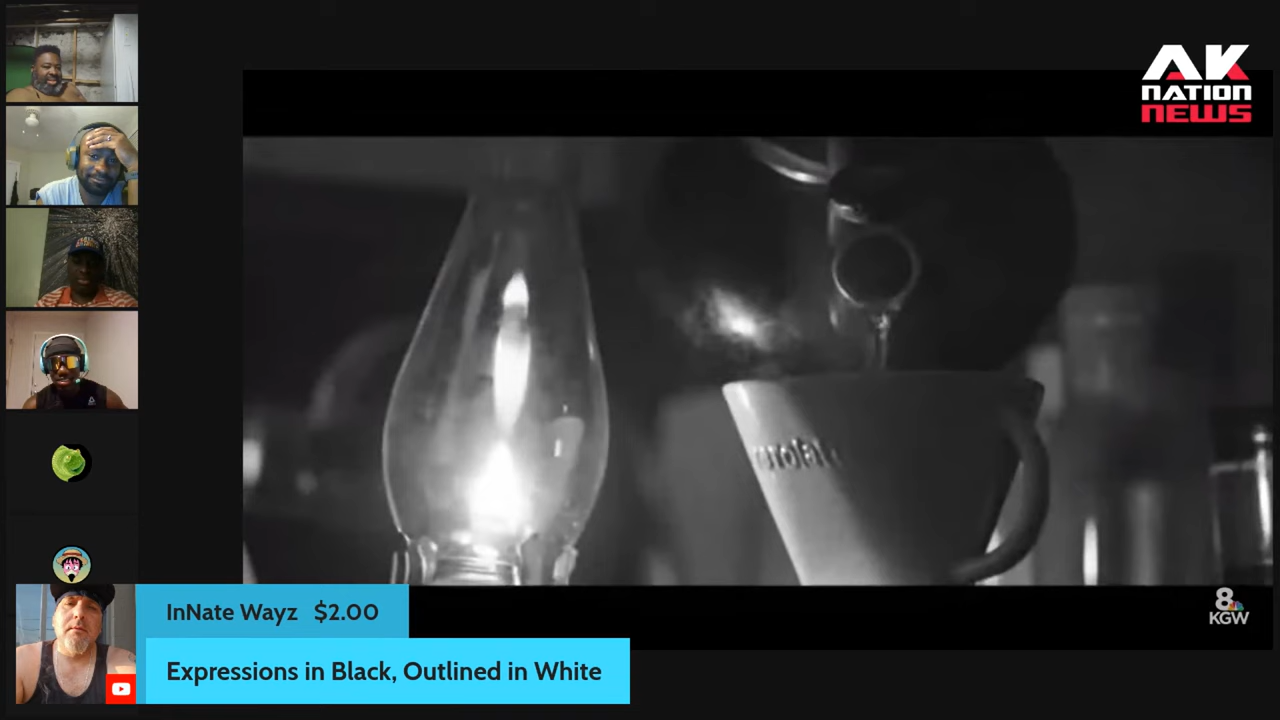 AK
NATION
NEWS
8
KGW
InNate Wayz $2.00
Expressions in Black, Outlined in White